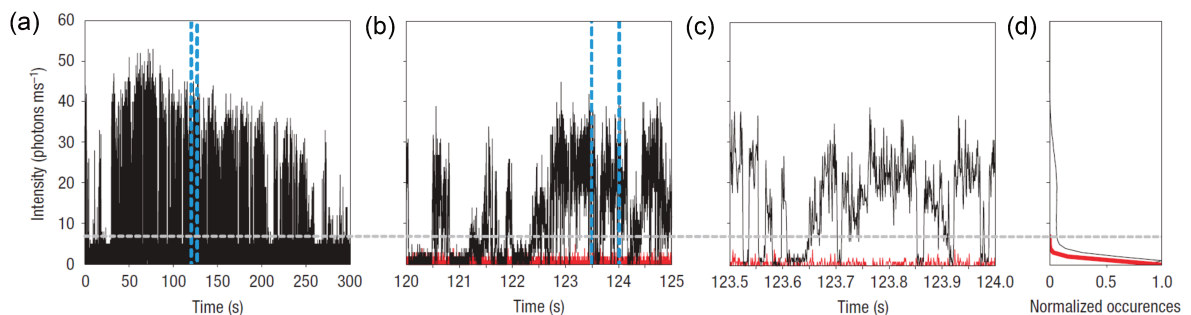 (a)
(b)
(c)
(d)
Intensity (photons ms⁻¹)
60
50
40
30
20
10
0
0 50 100 150 200 250 300
Time (s)
120 121 122 123 124 125
Time (s)
123.5 123.6 123.7 123.8 123.9 124.0
Time (s)
0 0.5 1.0
Normalized occurences